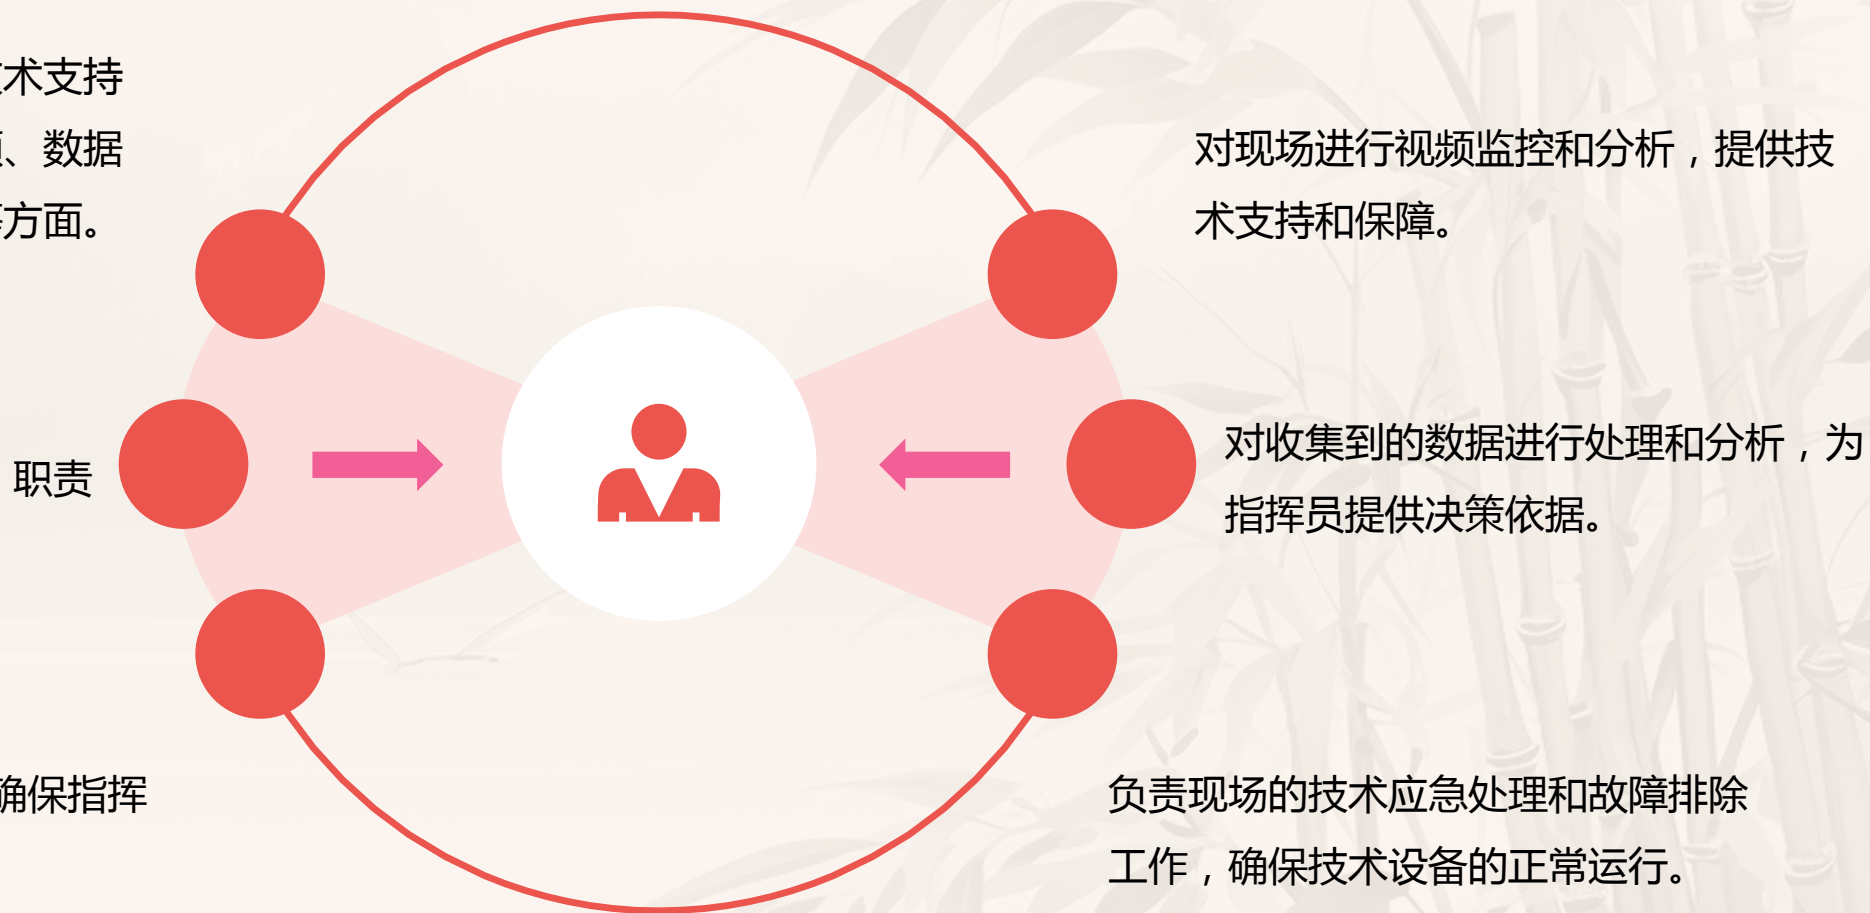 术支持
、数据
方面。
职责
确保指挥
对现场进行视频监控和分析，提供技
术支持和保障。
对收集到的数据进行处理和分析，为
指挥员提供决策依据。
负责现场的技术应急处理和故障排除
工作，确保技术设备的正常运行。